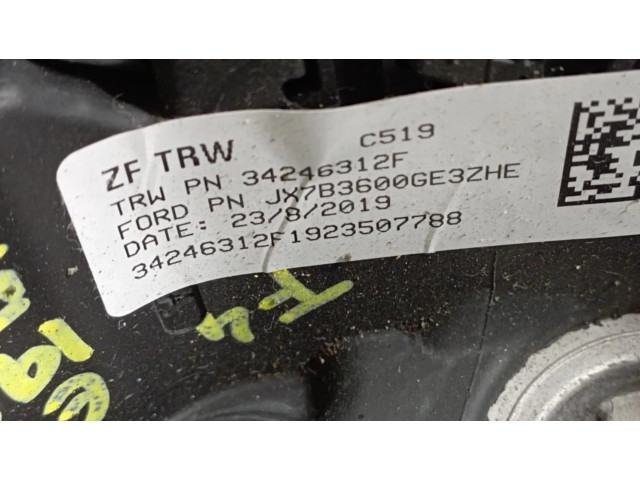 ZF TRW C519
TRW PN 34246312F
FORD PN JX7B3600GE3ZHE
DATE: 23/8/2019
34246312F1923507788